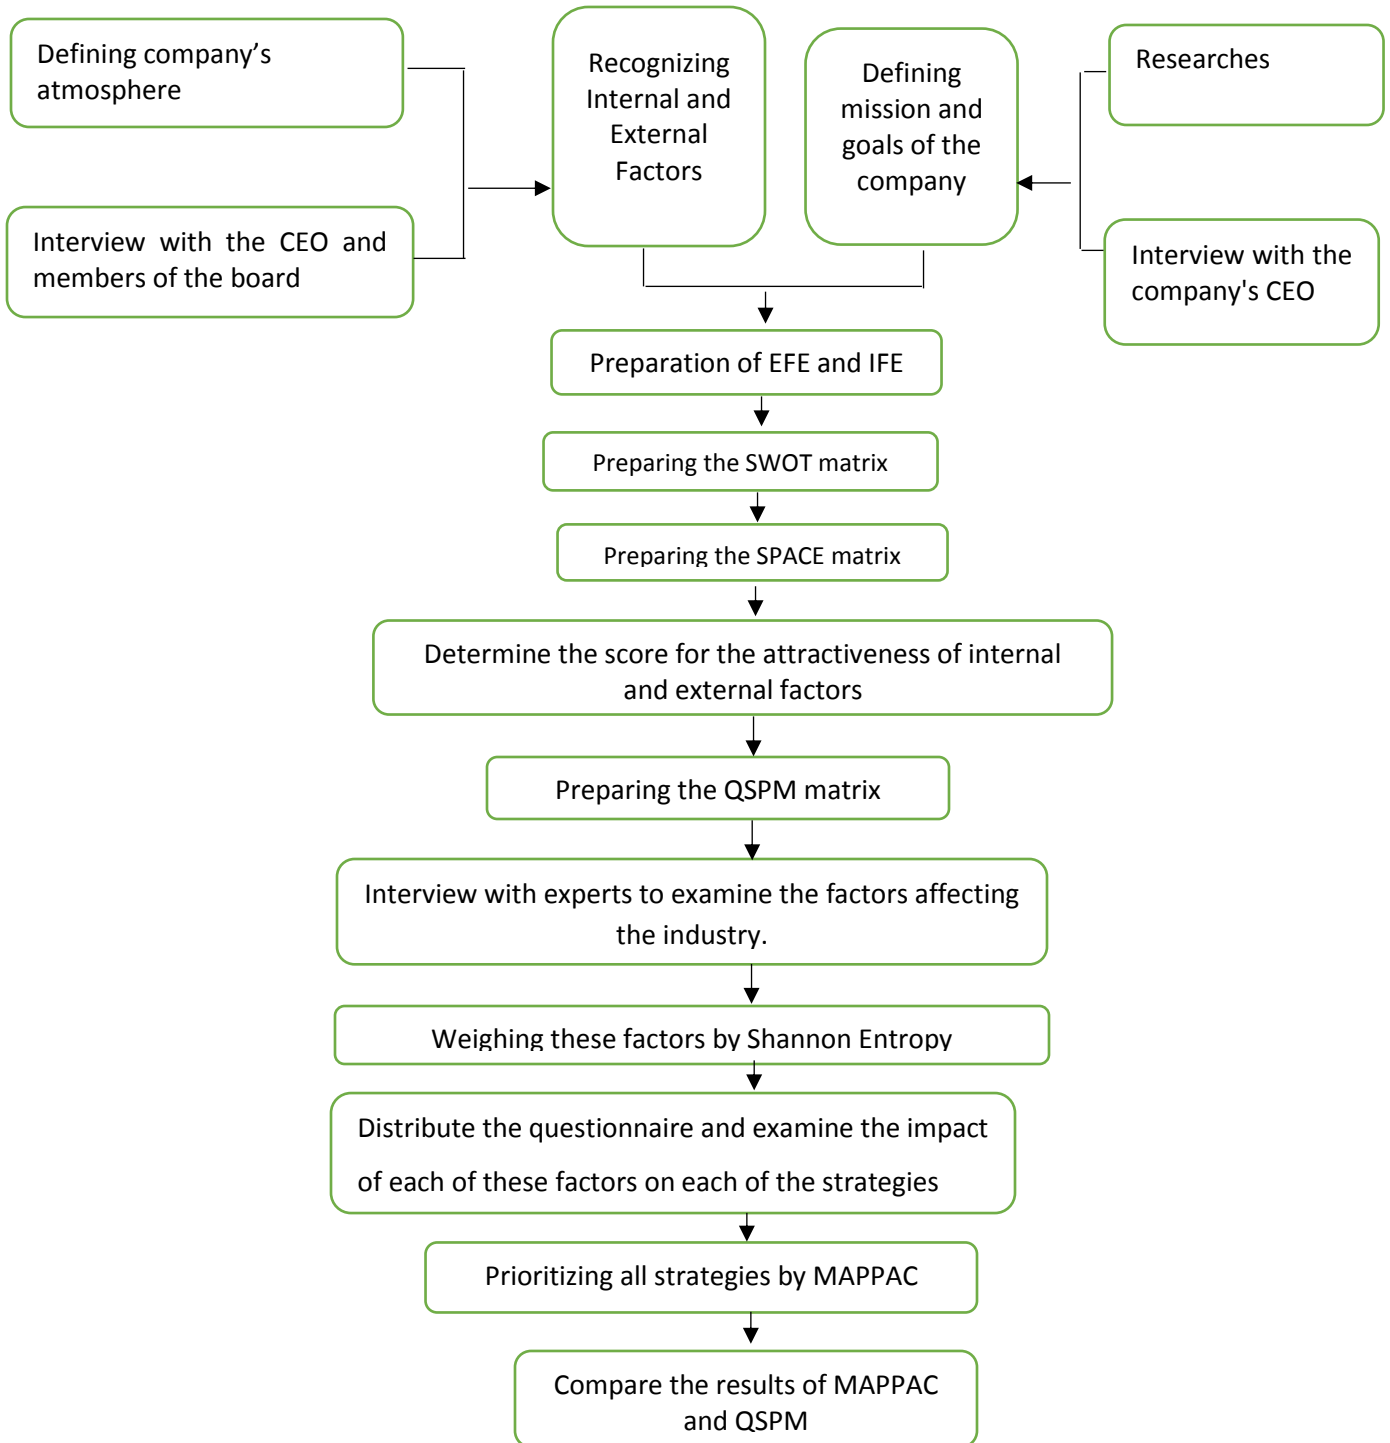 Defining company’s
atmosphere
Interview with the CEO and
members of the board
Recognizing
Internal and
External
Factors
Defining
mission and
goals of the
company
Researches
Interview with the
company's CEO
Preparation of EFE and IFE
Preparing the SWOT matrix
Preparing the SPACE matrix
Determine the score for the attractiveness of internal
and external factors
Preparing the QSPM matrix
Interview with experts to examine the factors affecting
the industry.
Weighing these factors by Shannon Entropy
Distribute the questionnaire and examine the impact
of each of these factors on each of the strategies
Prioritizing all strategies by MAPPAC
Compare the results of MAPPAC
and QSPM